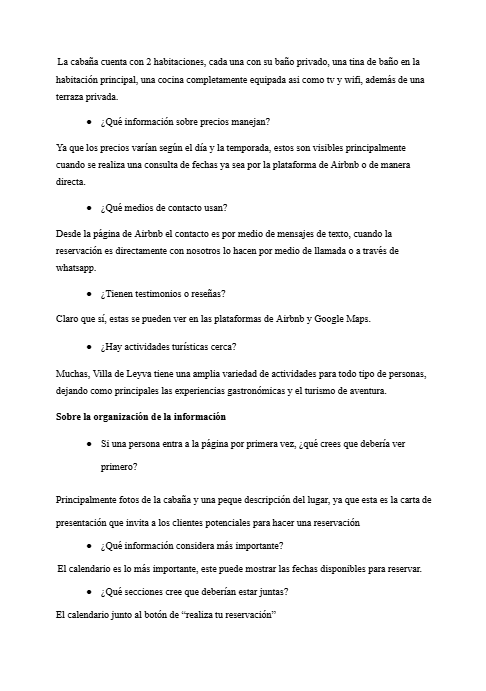 La cabaña cuenta con 2 habitaciones, cada una con su baño privado, una tina de baño en la
habitación principal, una cocina completamente equipada asi como tv y wifi, además de una
terraza privada.
● ¿Qué información sobre precios manejan?
Ya que los precios varían según el día y la temporada, estos son visibles principalmente
cuando se realiza una consulta de fechas ya sea por la plataforma de Airbnb o de manera
directa.
● ¿Qué medios de contacto usan?
Desde la página de Airbnb el contacto es por medio de mensajes de texto, cuando la
reservación es directamente con nosotros lo hacen por medio de llamada o a través de
whatsapp.
● ¿Tienen testimonios o reseñas?
Claro que sí, estas se pueden ver en las plataformas de Airbnb y Google Maps.
● ¿Hay actividades turísticas cerca?
Muchas, Villa de Leyva tiene una amplia variedad de actividades para todo tipo de personas,
dejando como principales las experiencias gastronómicas y el turismo de aventura.
Sobre la organización de la información
● Si una persona entra a la página por primera vez, ¿qué crees que debería ver
primero?
Principalmente fotos de la cabaña y una peque descripción del lugar, ya que esta es la carta de
presentación que invita a los clientes potenciales para hacer una reservación
● ¿Qué información considera más importante?
El calendario es lo más importante, este puede mostrar las fechas disponibles para reservar.
● ¿Qué secciones cree que deberían estar juntas?
El calendario junto al botón de “realiza tu reservación”